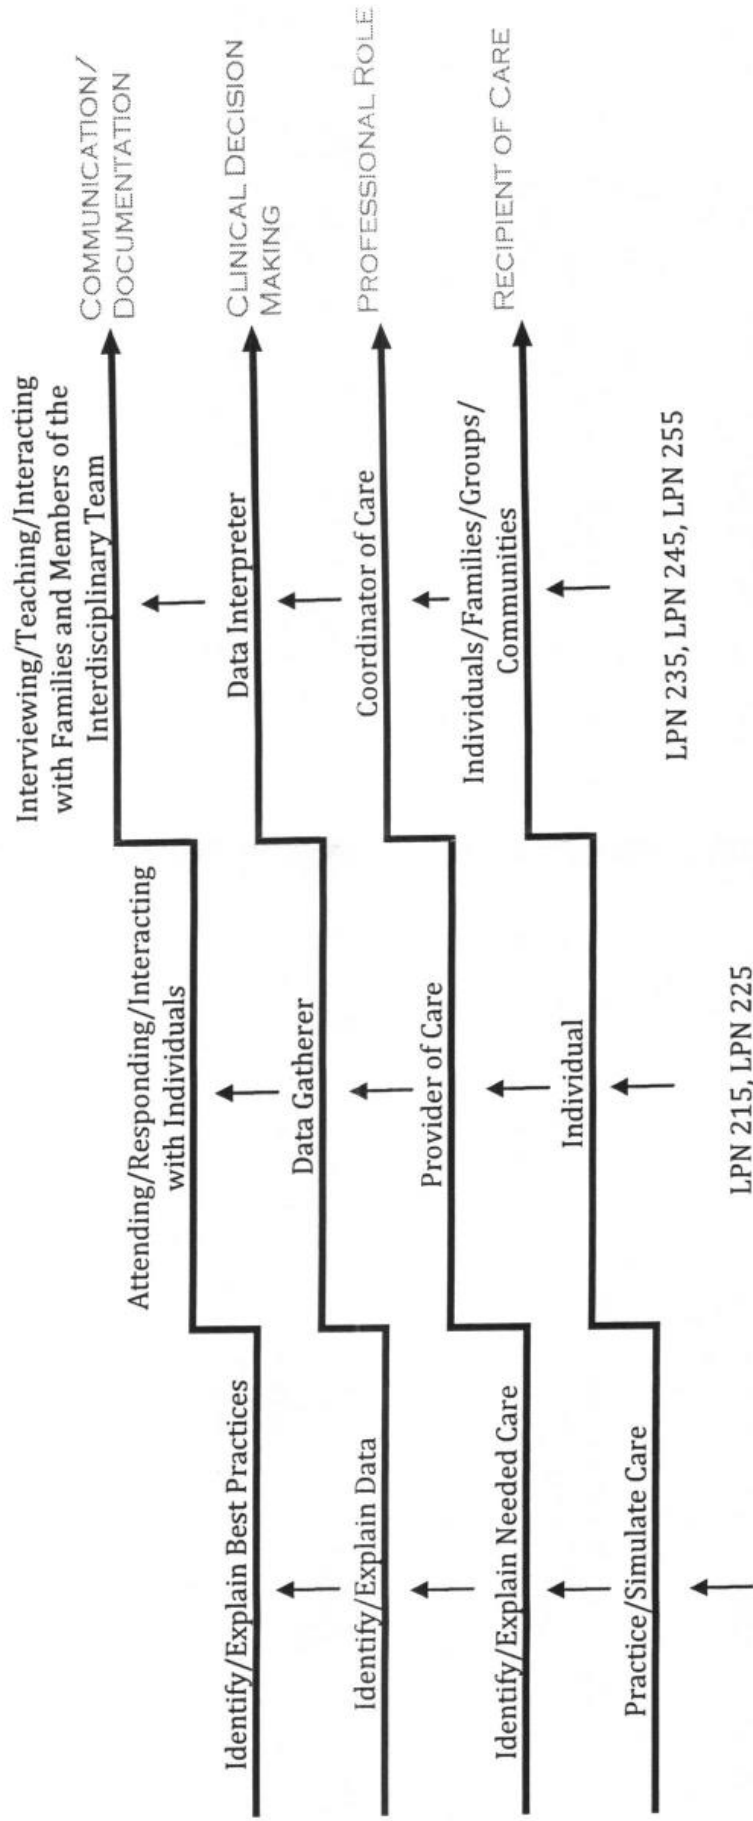 Interviewing/Teaching/Interacting
with Families and Members of the
Interdisciplinary Team
COMMUNICATION/
DOCUMENTATION
Attending/Responding/Interacting
with Individuals
Identify/Explain Best Practices
Data Interpreter
CLINICAL DECISION
MAKING
Data Gatherer
Identify/Explain Data
Coordinator of Care
PROFESSIONAL ROLE
Provider of Care
Identify/Explain Needed Care
Individuals/Families/Groups/
Communities
RECIPIENT OF CARE
Individual
Practice/Simulate Care
LPN 235, LPN 245, LPN 255
LPN 215, LPN 225